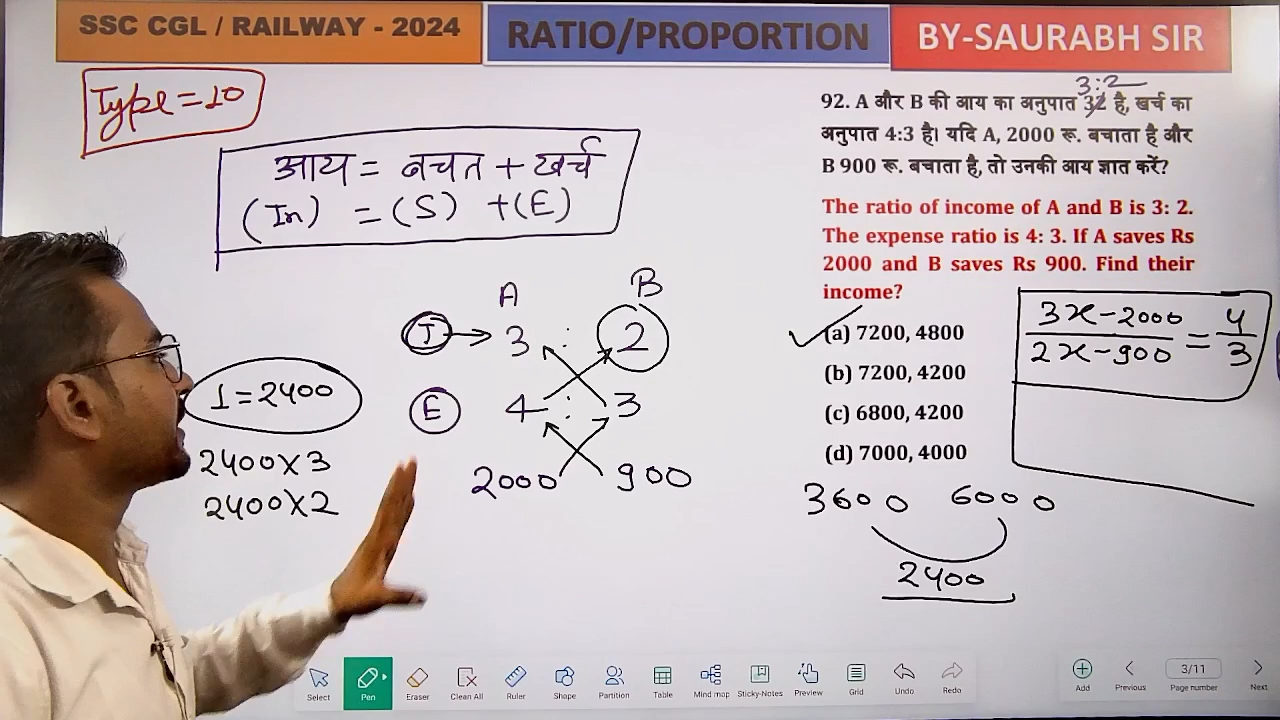 SSC CGL / RAILWAY - 2024
RATIO/PROPORTION
BY-SAURABH SIR
Type=10
आय = बचत + खर्च
(In) = (S) +(E)
A B
I → 3 : 2
E 4 : 3
2000 900
1=2400
2400×3
2400×2
3:2
92. A और B की आय का अनुपात 32 है, खर्च का
अनुपात 4:3 है। यदि A, 2000 रू. बचाता है और
B 900 रू. बचाता है, तो उनकी आय ज्ञात करें?
The ratio of income of A and B is 3: 2.
The expense ratio is 4: 3. If A saves Rs
2000 and B saves Rs 900. Find their
income?
(a) 7200, 4800
(b) 7200, 4200
(c) 6800, 4200
(d) 7000, 4000
3x-2000 4
= 
2x-900 3
3600 6000
2400
Select Pen Eraser Clean All Ruler Shape Partition Table Mind map Sticky-Notes Preview Grid Undo Redo Add Previous 3/11 Page number Next